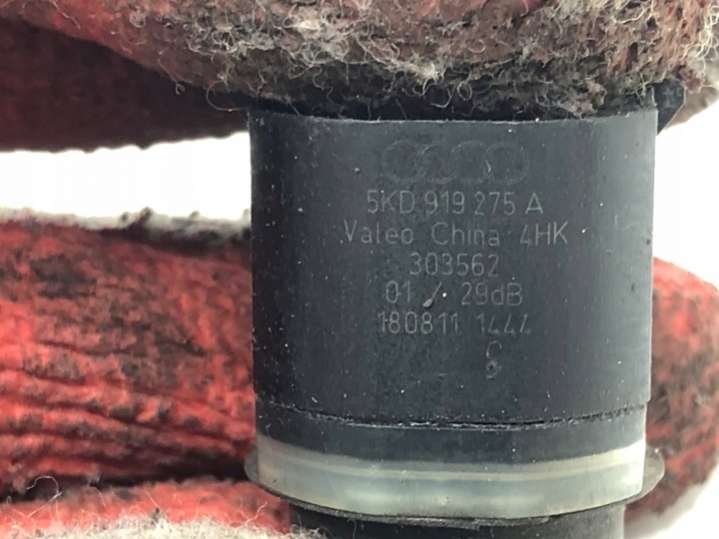 5KD 919 275 A
Valeo China 4HK
303562
01 / 29dB
180811 1444